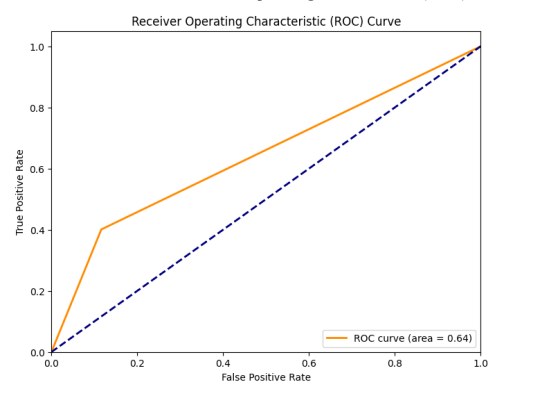 Receiver Operating Characteristic (ROC) Curve
1.0
0.8
0.6
0.4
0.2
0.0
True Positive Rate
ROC curve (area = 0.64)
0.0 0.2 0.4 0.6 0.8 1.0
False Positive Rate